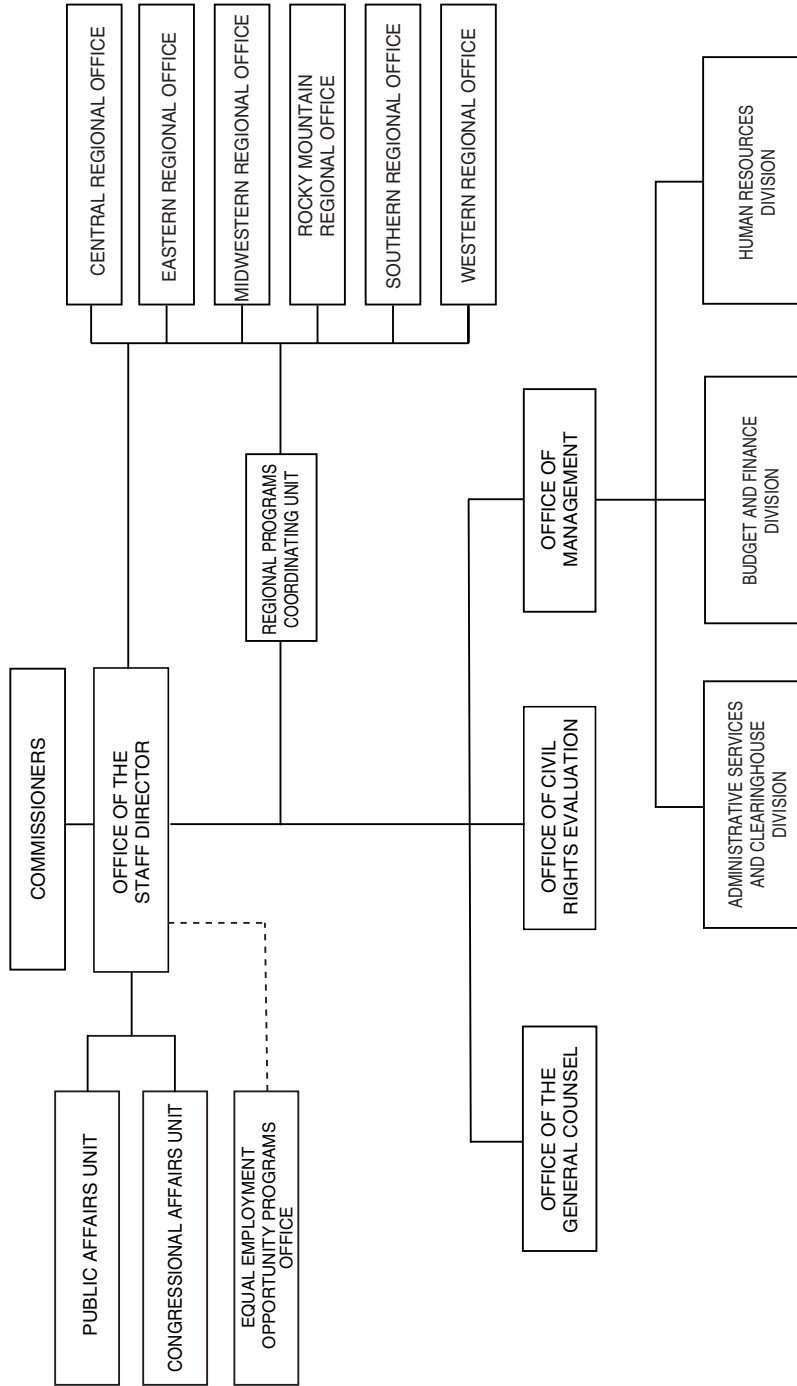 COMMISSIONERS
OFFICE OF THE
STAFF DIRECTOR
PUBLIC AFFAIRS UNIT
CONGRESSIONAL AFFAIRS UNIT
EQUAL EMPLOYMENT
OPPORTUNITY PROGRAMS
OFFICE
CENTRAL REGIONAL OFFICE
EASTERN REGIONAL OFFICE
MIDWESTERN REGIONAL OFFICE
ROCKY MOUNTAIN
REGIONAL OFFICE
SOUTHERN REGIONAL OFFICE
WESTERN REGIONAL OFFICE
REGIONAL PROGRAMS
COORDINATING UNIT
OFFICE OF THE
GENERAL COUNSEL
OFFICE OF CIVIL
RIGHTS EVALUATION
OFFICE OF
MANAGEMENT
ADMINISTRATIVE SERVICES
AND CLEARINGHOUSE
DIVISION
BUDGET AND FINANCE
DIVISION
HUMAN RESOURCES
DIVISION